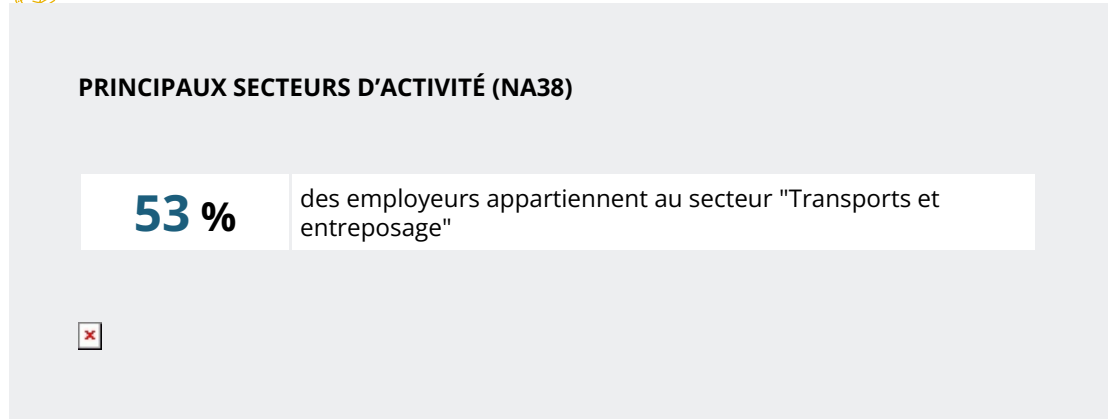 PRINCIPAUX SECTEURS D’ACTIVITÉ (NA38)
53 %
des employeurs appartiennent au secteur "Transports et
entreposage"